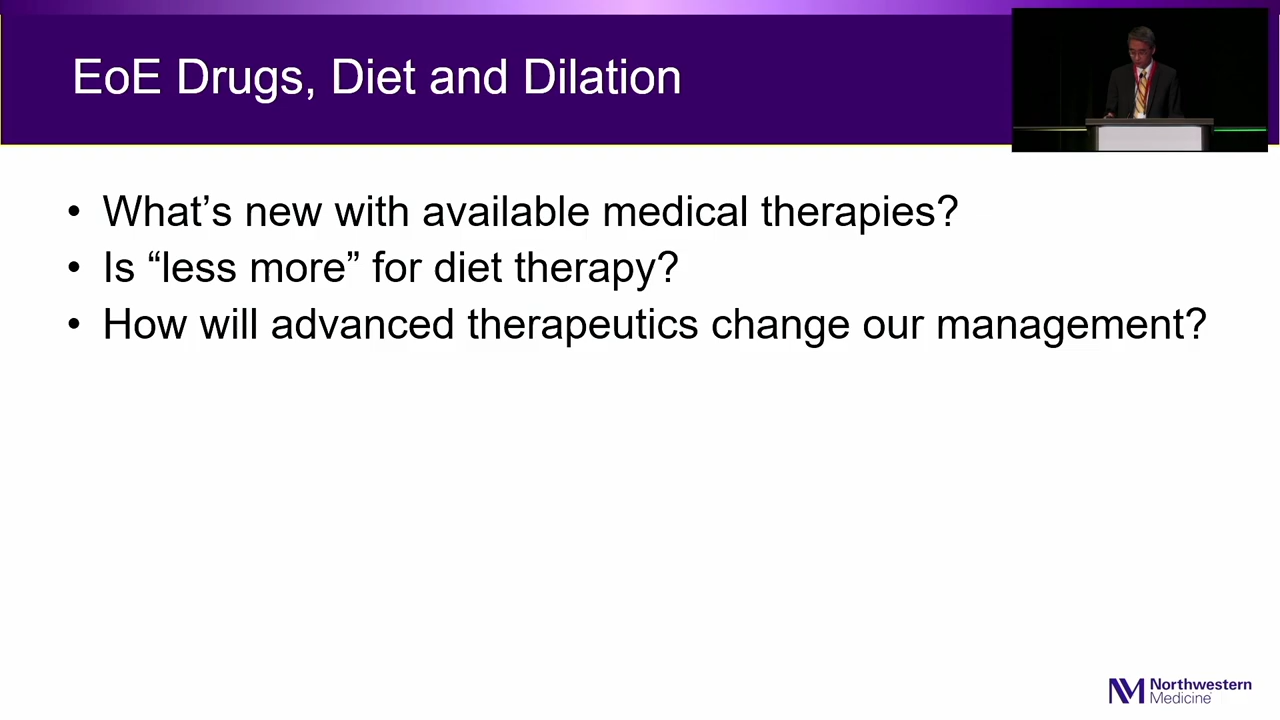 EoE Drugs, Diet and Dilation
• What’s new with available medical therapies?
• Is “less more” for diet therapy?
• How will advanced therapeutics change our management?
NM Northwestern
Medicine